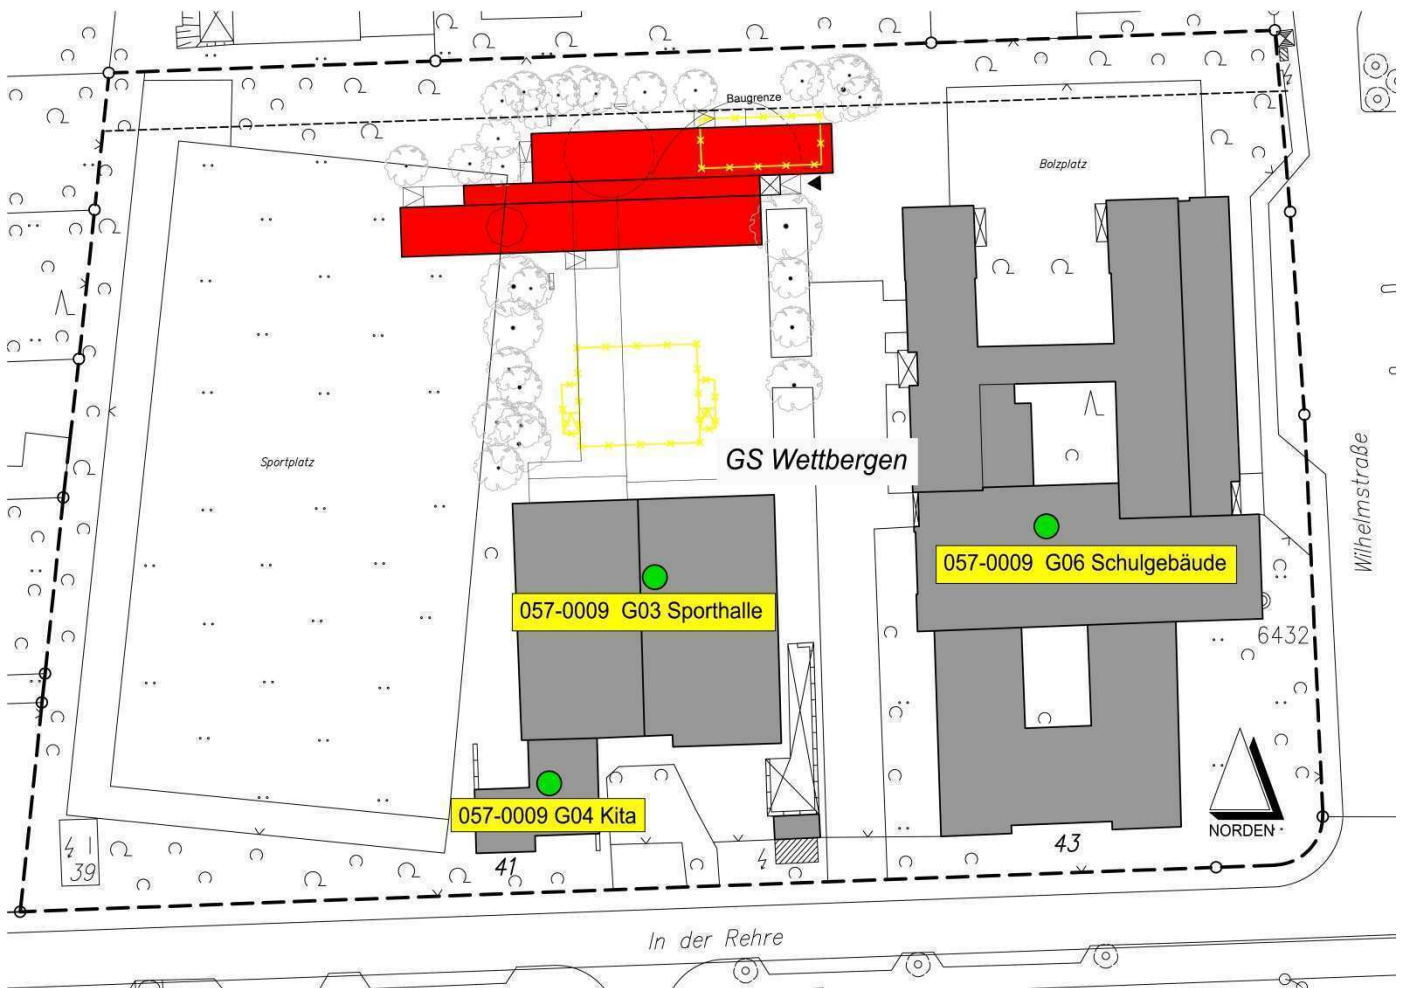 Baugrenze
Bolzplatz
Sportplatz
GS Wettbergen
Wilhelmstraße
057-0009 G06 Schulgebäude
057-0009 G03 Sporthalle
6432
057-0009 G04 Kita
NORDEN
39
41
43
In der Rehre